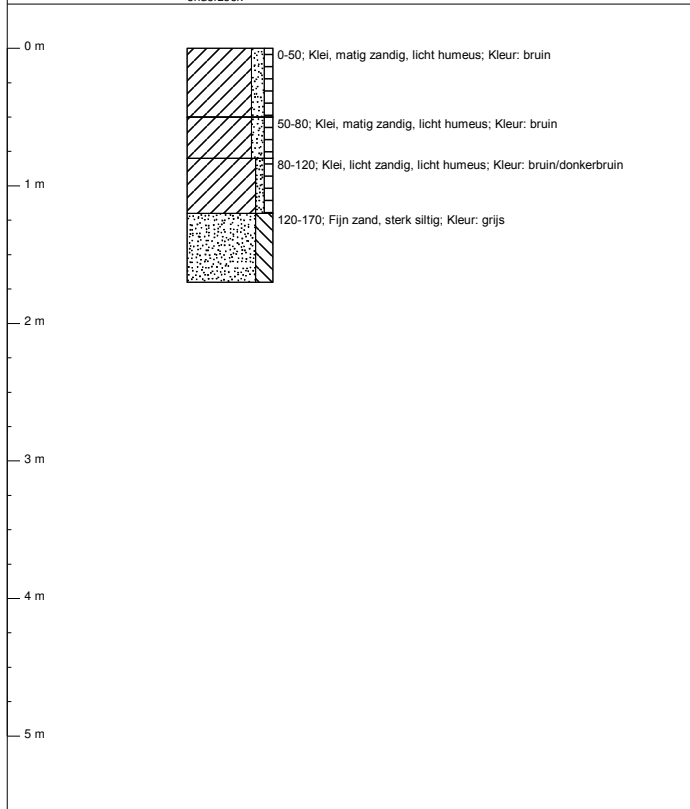 0 m
0-50; Klei, matig zandig, licht humeus; Kleur: bruin
50-80; Klei, matig zandig, licht humeus; Kleur: bruin
80-120; Klei, licht zandig, licht humeus; Kleur: bruin/donkerbruin
1 m
120-170; Fijn zand, sterk siltig; Kleur: grijs
2 m
3 m
4 m
5 m